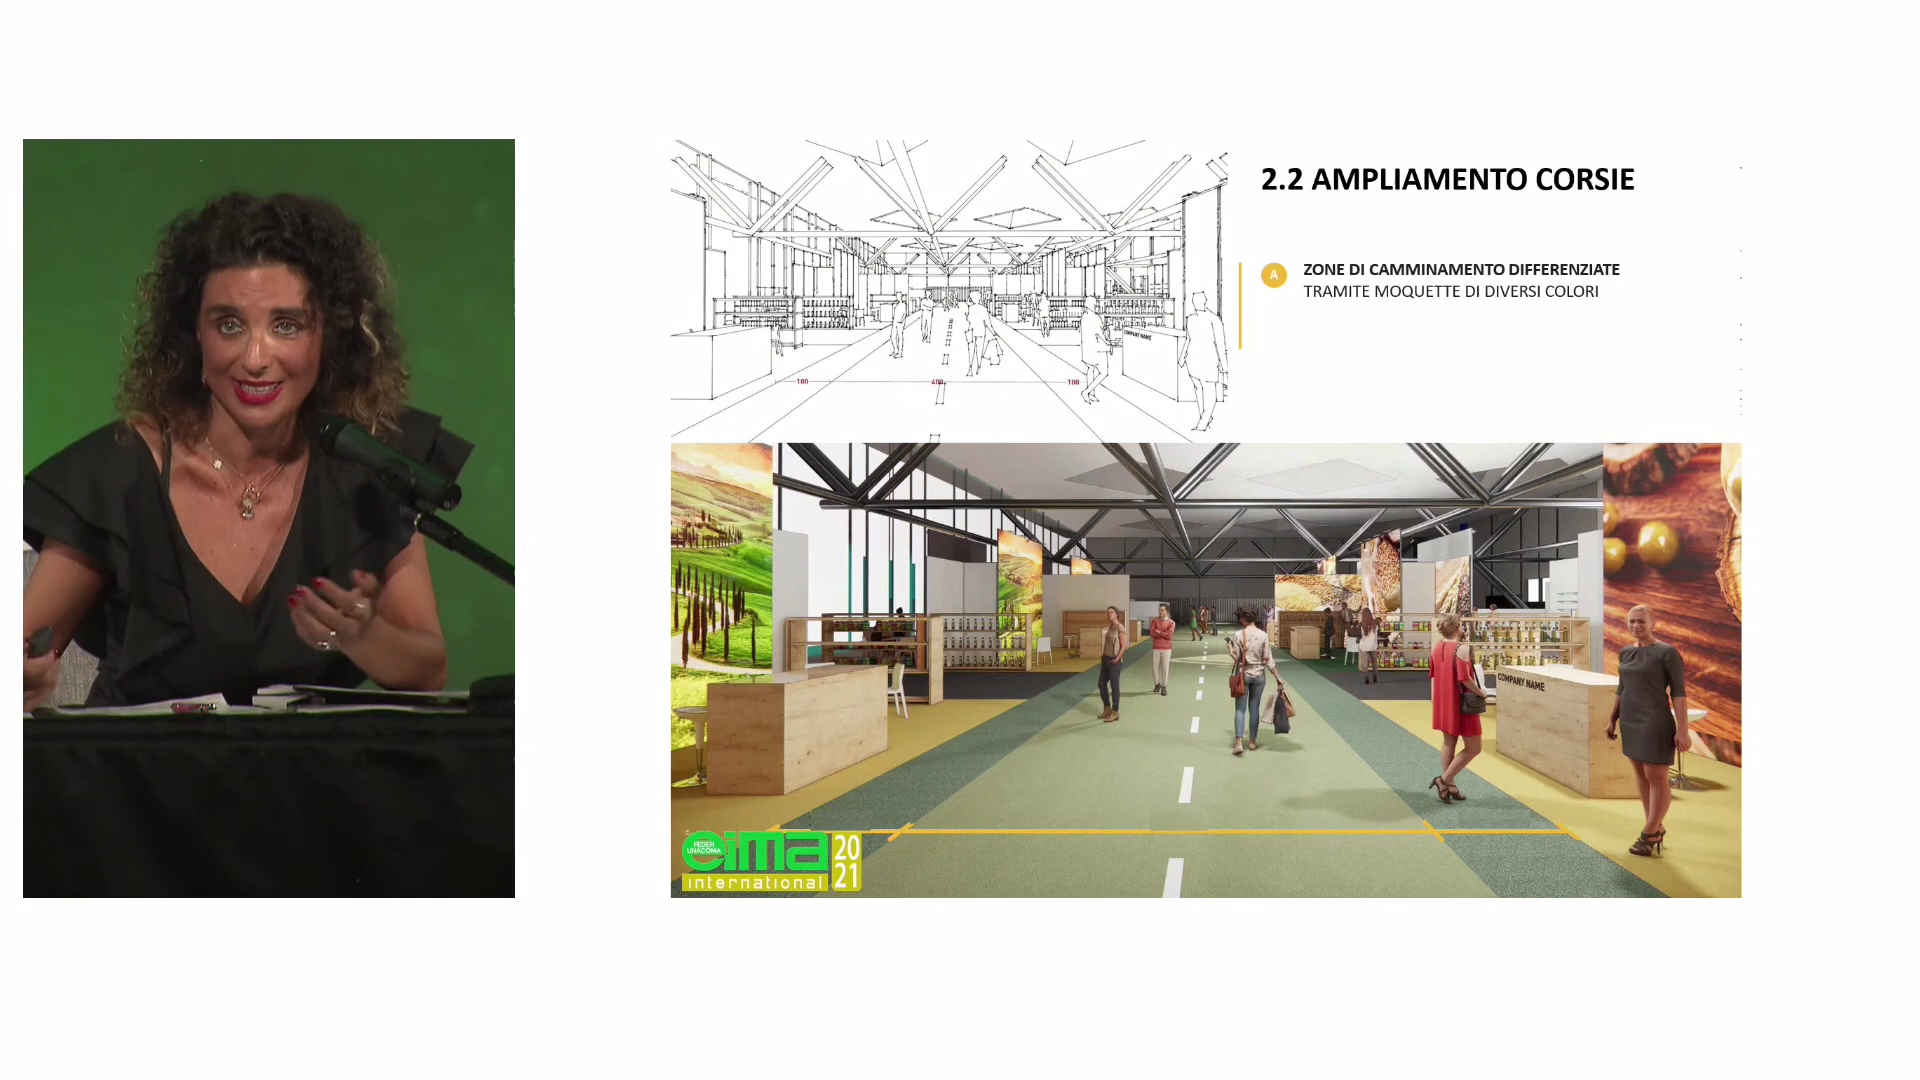 2.2 AMPLIAMENTO CORSIE
A
ZONE DI CAMMINAMENTO DIFFERENZIATE
TRAMITE MOQUETTE DI DIVERSI COLORI
COMPANY NAME
100
400
100
COMPANY NAME
FEDER
UNACOMA
eima
international
20
21